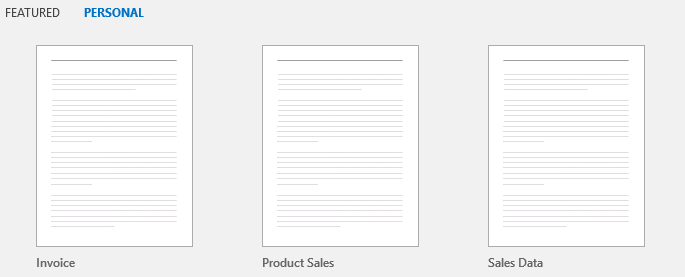 FEATURED PERSONAL
Invoice Product Sales Sales Data